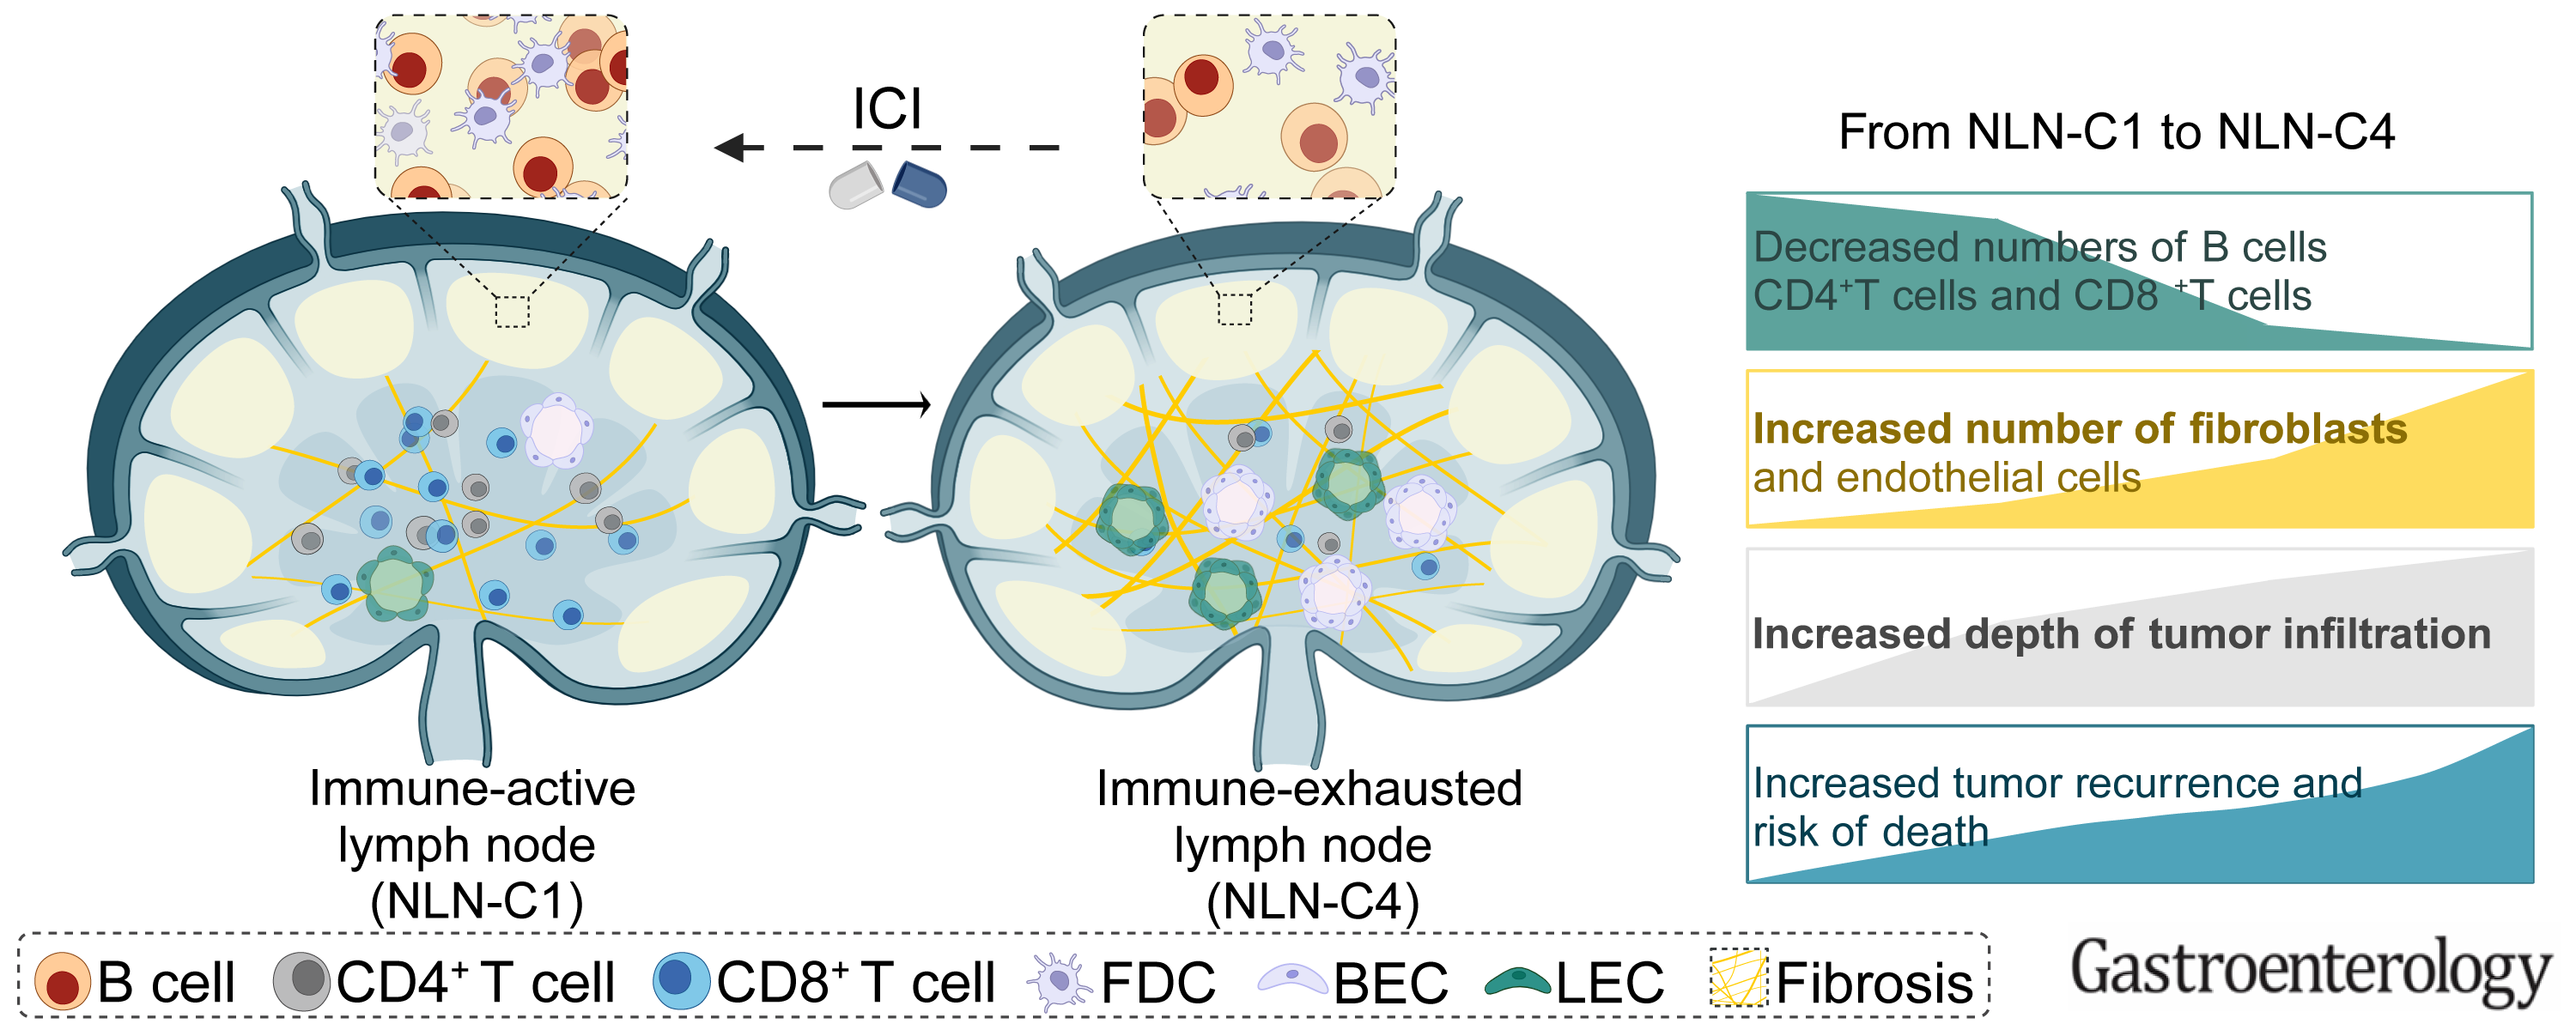 ICI
From NLN-C1 to NLN-C4
Decreased numbers of B cells
CD4⁺T cells and CD8 ⁺T cells
Increased number of fibroblasts
and endothelial cells
Increased depth of tumor infiltration
Increased tumor recurrence and
risk of death
Immune-active
lymph node
(NLN-C1)
Immune-exhausted
lymph node
(NLN-C4)
B cell CD4⁺ T cell CD8⁺ T cell FDC BEC LEC Fibrosis
Gastroenterology